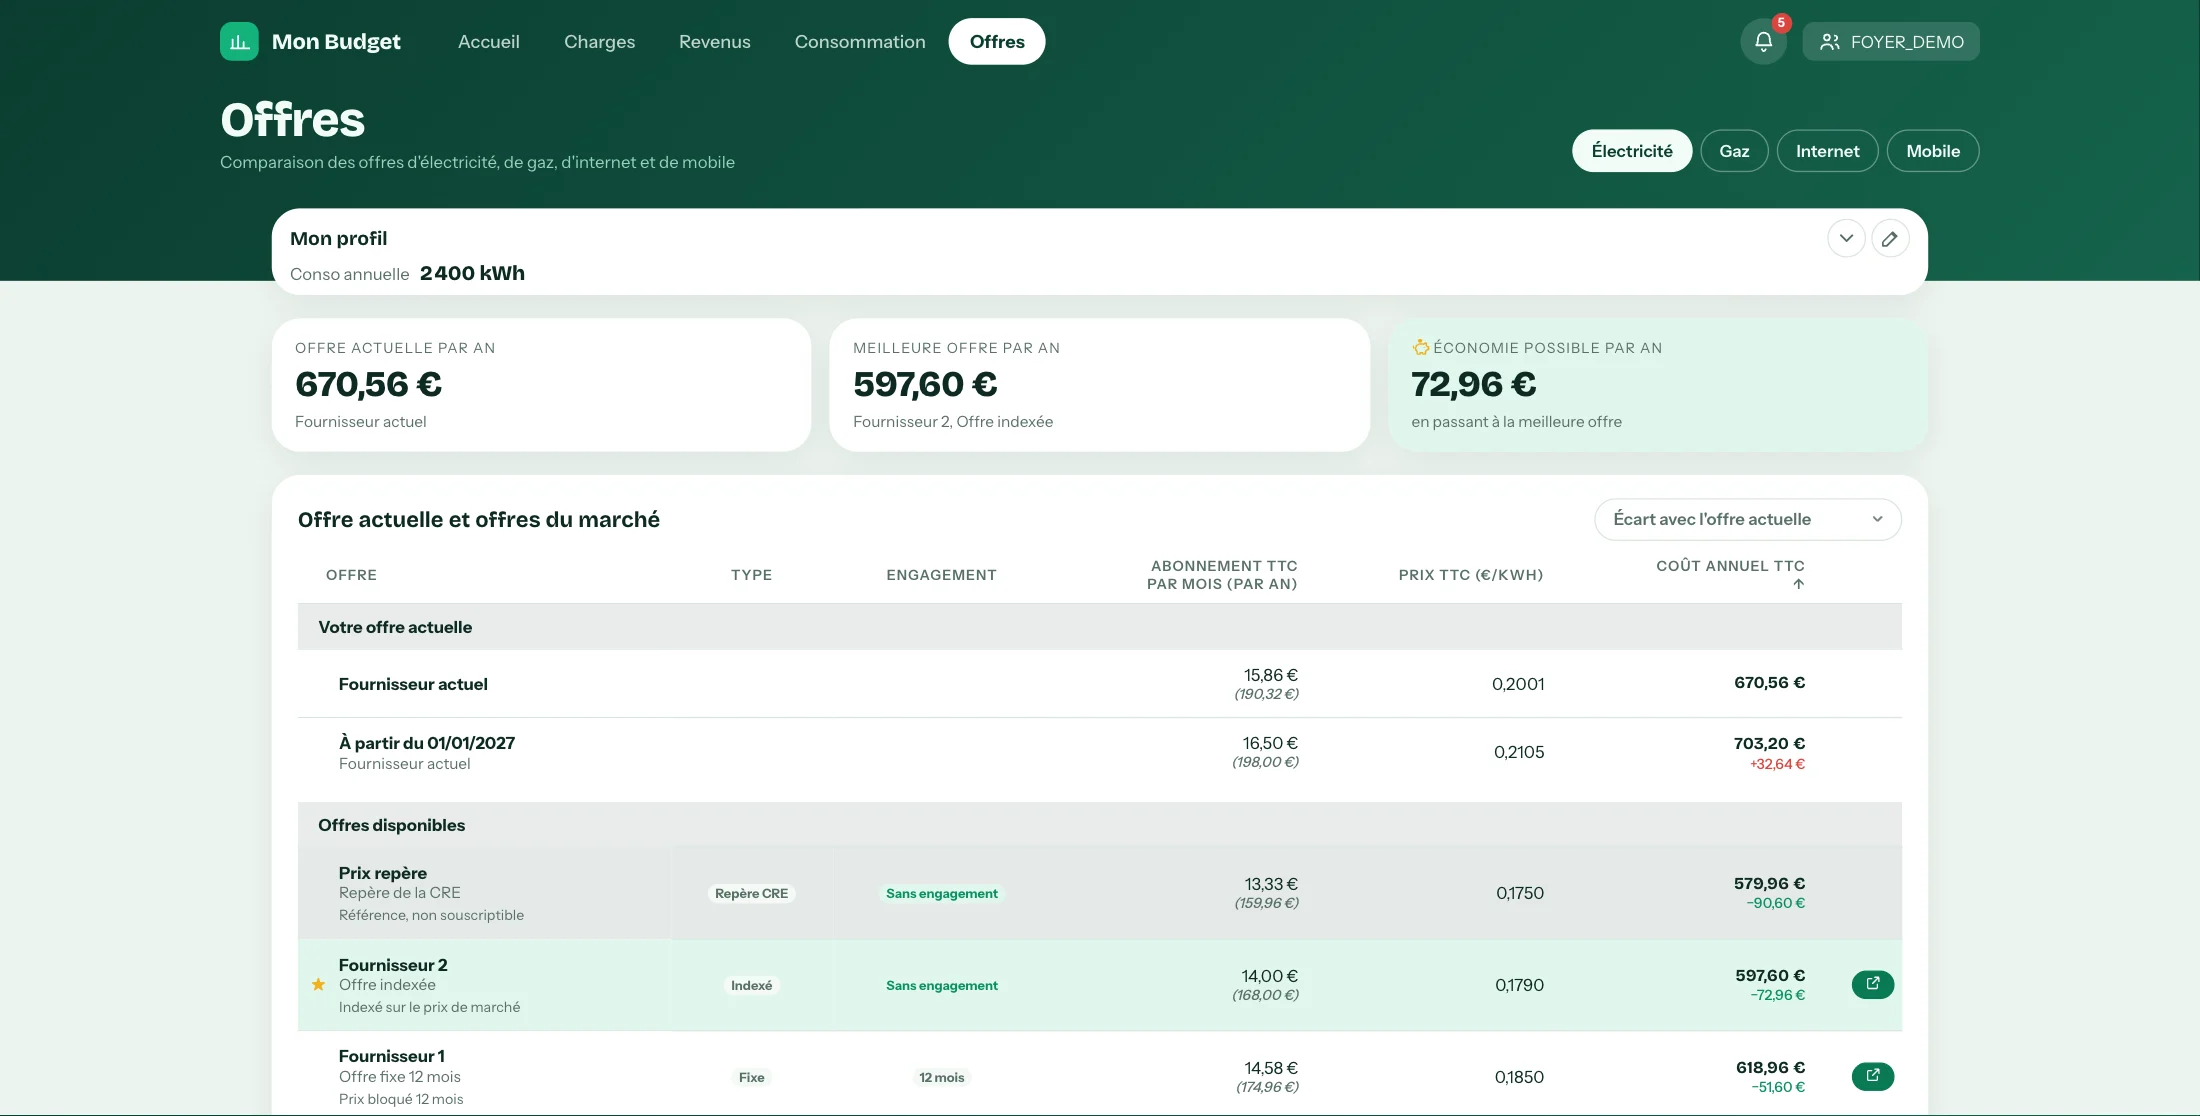 Mon Budget
Accueil
Charges
Revenus
Consommation
Offres
5
FOYER_DEMO
Offres
Comparaison des offres d'électricité, de gaz, d'internet et de mobile
Électricité
Gaz
Internet
Mobile
Mon profil
Conso annuelle 2 400 kWh
OFFRE ACTUELLE PAR AN
670,56 €
Fournisseur actuel
MEILLEURE OFFRE PAR AN
597,60 €
Fournisseur 2, Offre indexée
ÉCONOMIE POSSIBLE PAR AN
72,96 €
en passant à la meilleure offre
Offre actuelle et offres du marché
Écart avec l'offre actuelle
OFFRE
TYPE
ENGAGEMENT
ABONNEMENT TTC
PAR MOIS (PAR AN)
PRIX TTC (€/KWH)
COÛT ANNUEL TTC
↑
Votre offre actuelle
Fournisseur actuel
15,86 €
(190,32 €)
0,2001
670,56 €
À partir du 01/01/2027
Fournisseur actuel
16,50 €
(198,00 €)
0,2105
703,20 €
+32,64 €
Offres disponibles
Prix repère
Repère de la CRE
Référence, non souscriptible
Repère CRE
Sans engagement
13,33 €
(159,96 €)
0,1750
579,96 €
−90,60 €
Fournisseur 2
Offre indexée
Indexé sur le prix de marché
Indexé
Sans engagement
14,00 €
(168,00 €)
0,1790
597,60 €
−72,96 €
Fournisseur 1
Offre fixe 12 mois
Prix bloqué 12 mois
Fixe
12 mois
14,58 €
(174,96 €)
0,1850
618,96 €
−51,60 €